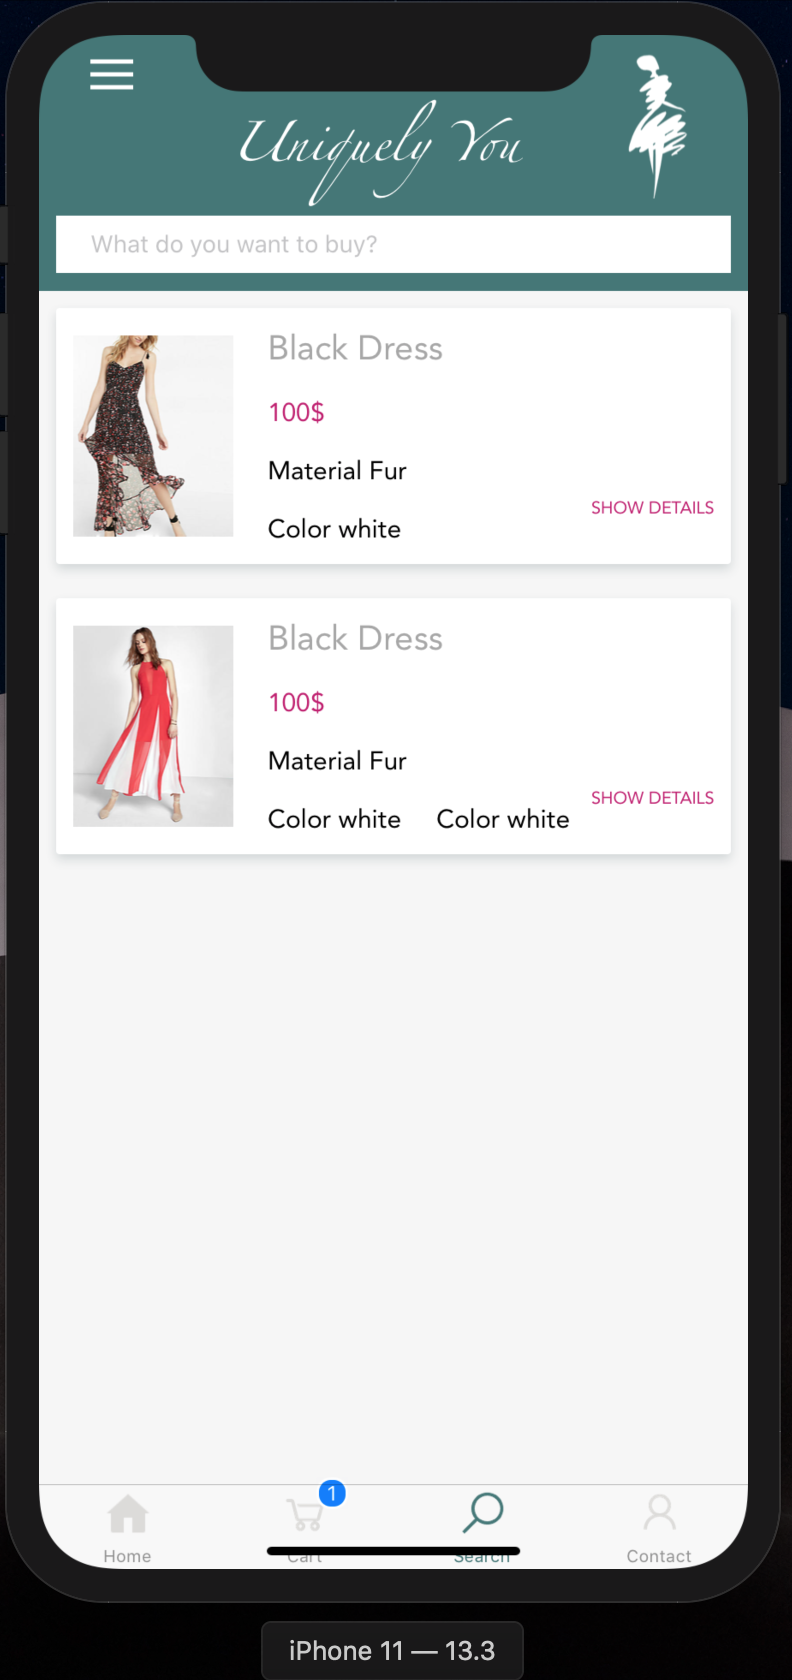 Uniquely You
What do you want to buy?
Black Dress
100$
Material Fur
SHOW DETAILS
Color white
Black Dress
100$
Material Fur
SHOW DETAILS
Color white Color white
1
Home Cart Search Contact
iPhone 11 — 13.3